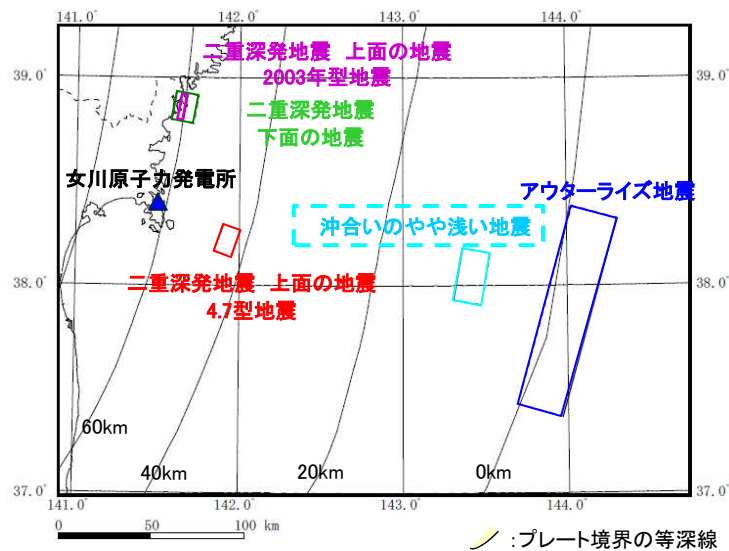 141.0° 142.0° 143.0° 144.0°
二重深発地震 上面の地震
39.0° 39.0°
2003年型地震
二重深発地震
下面の地震
女川原子力発電所
アウターライズ地震
沖合いのやや浅い地震
38.0° 38.0°
二重深発地震 上面の地震
4.7型地震
60km
40km 20km 0km
37.0° 37.0°
141.0° 142.0° 143.0° 144.0°
0 50 100 km
:プレート境界の等深線